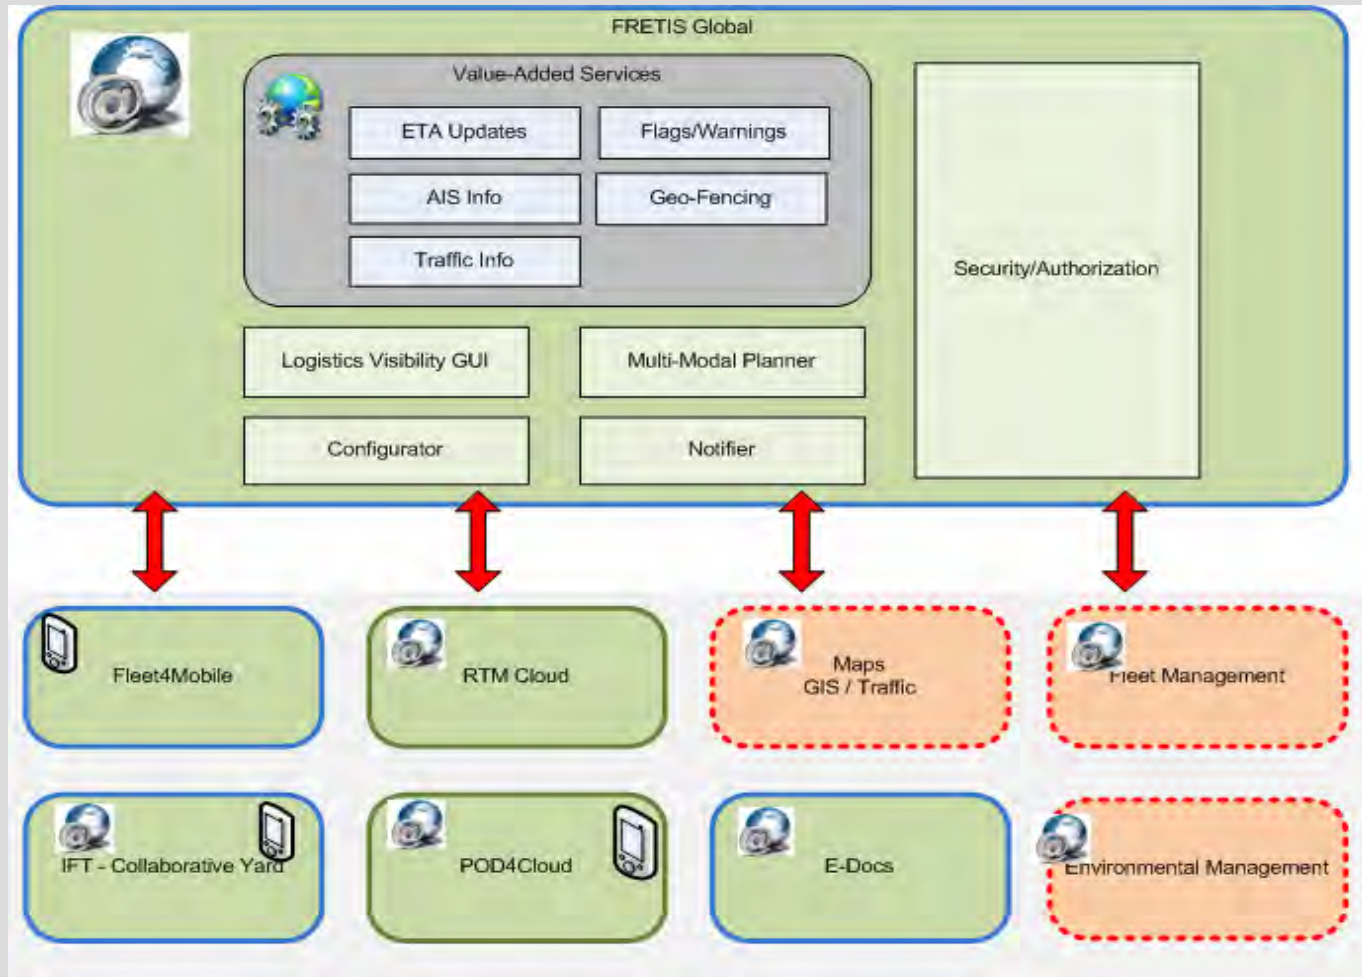 FRETIS Global
Value-Added Services
ETA Updates
Flags/Warnings
AIS Info
Geo-Fencing
Traffic Info
Security/Authorization
Logistics Visibility GUI
Multi-Modal Planner
Configurator
Notifier
Fleet4Mobile
RTM Cloud
Maps
GIS / Traffic
Fleet Management
IFT - Collaborative Yard
POD4Cloud
E-Docs
Environmental Management